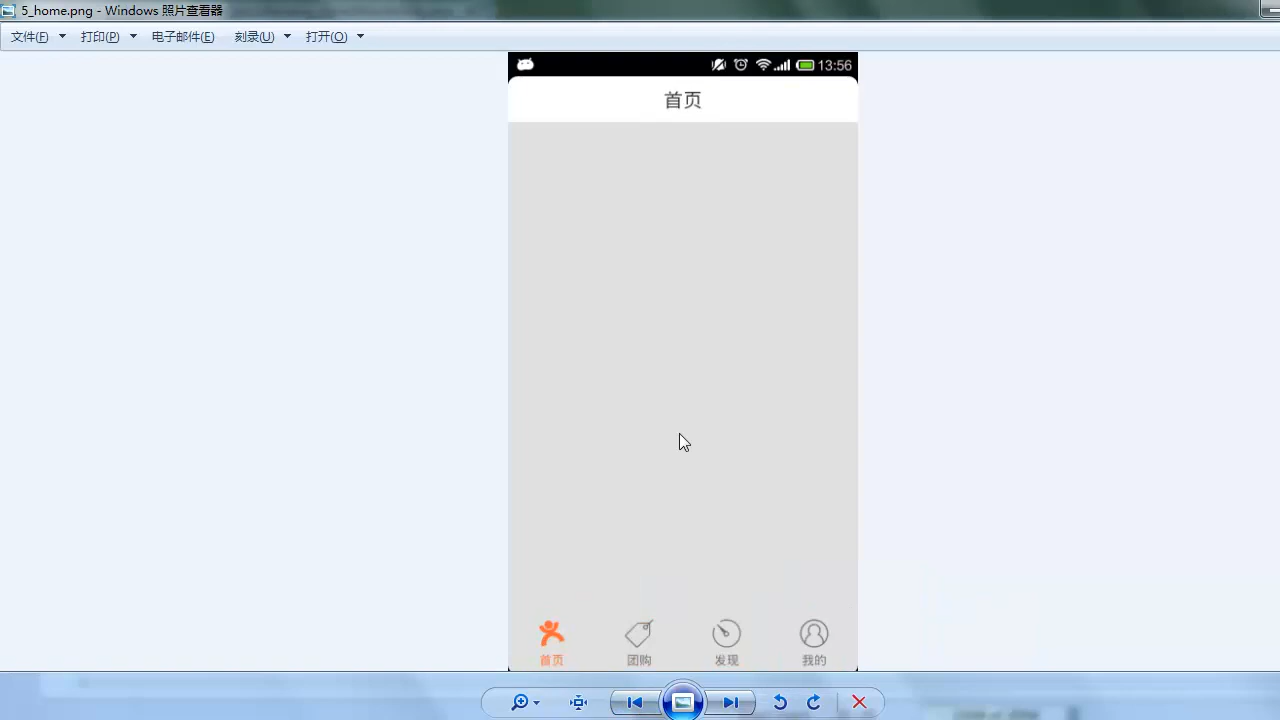 5_home.png - Windows 照片查看器
文件(F) 打印(P) 电子邮件(E) 刻录(U) 打开(O)
13:56
首页
首页 团购 发现 我的